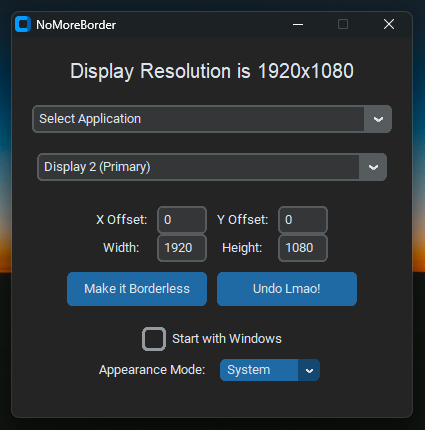 NoMoreBorder
Display Resolution is 1920x1080
Select Application
Display 2 (Primary)
X Offset: 0 Y Offset: 0
Width: 1920 Height: 1080
Make it Borderless Undo Lmao!
Start with Windows
Appearance Mode: System